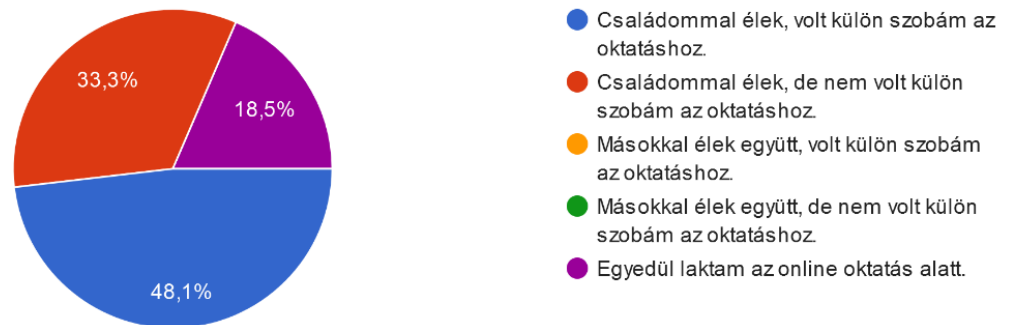 33,3%
18,5%
48,1%
Családommal élek, volt külön szobám az
oktatáshoz.
Családommal élek, de nem volt külön
szobám az oktatáshoz.
Másokkal élek együtt, volt külön szobám
az oktatáshoz.
Másokkal élek együtt, de nem volt külön
szobám az oktatáshoz.
Egyedül laktam az online oktatás alatt.